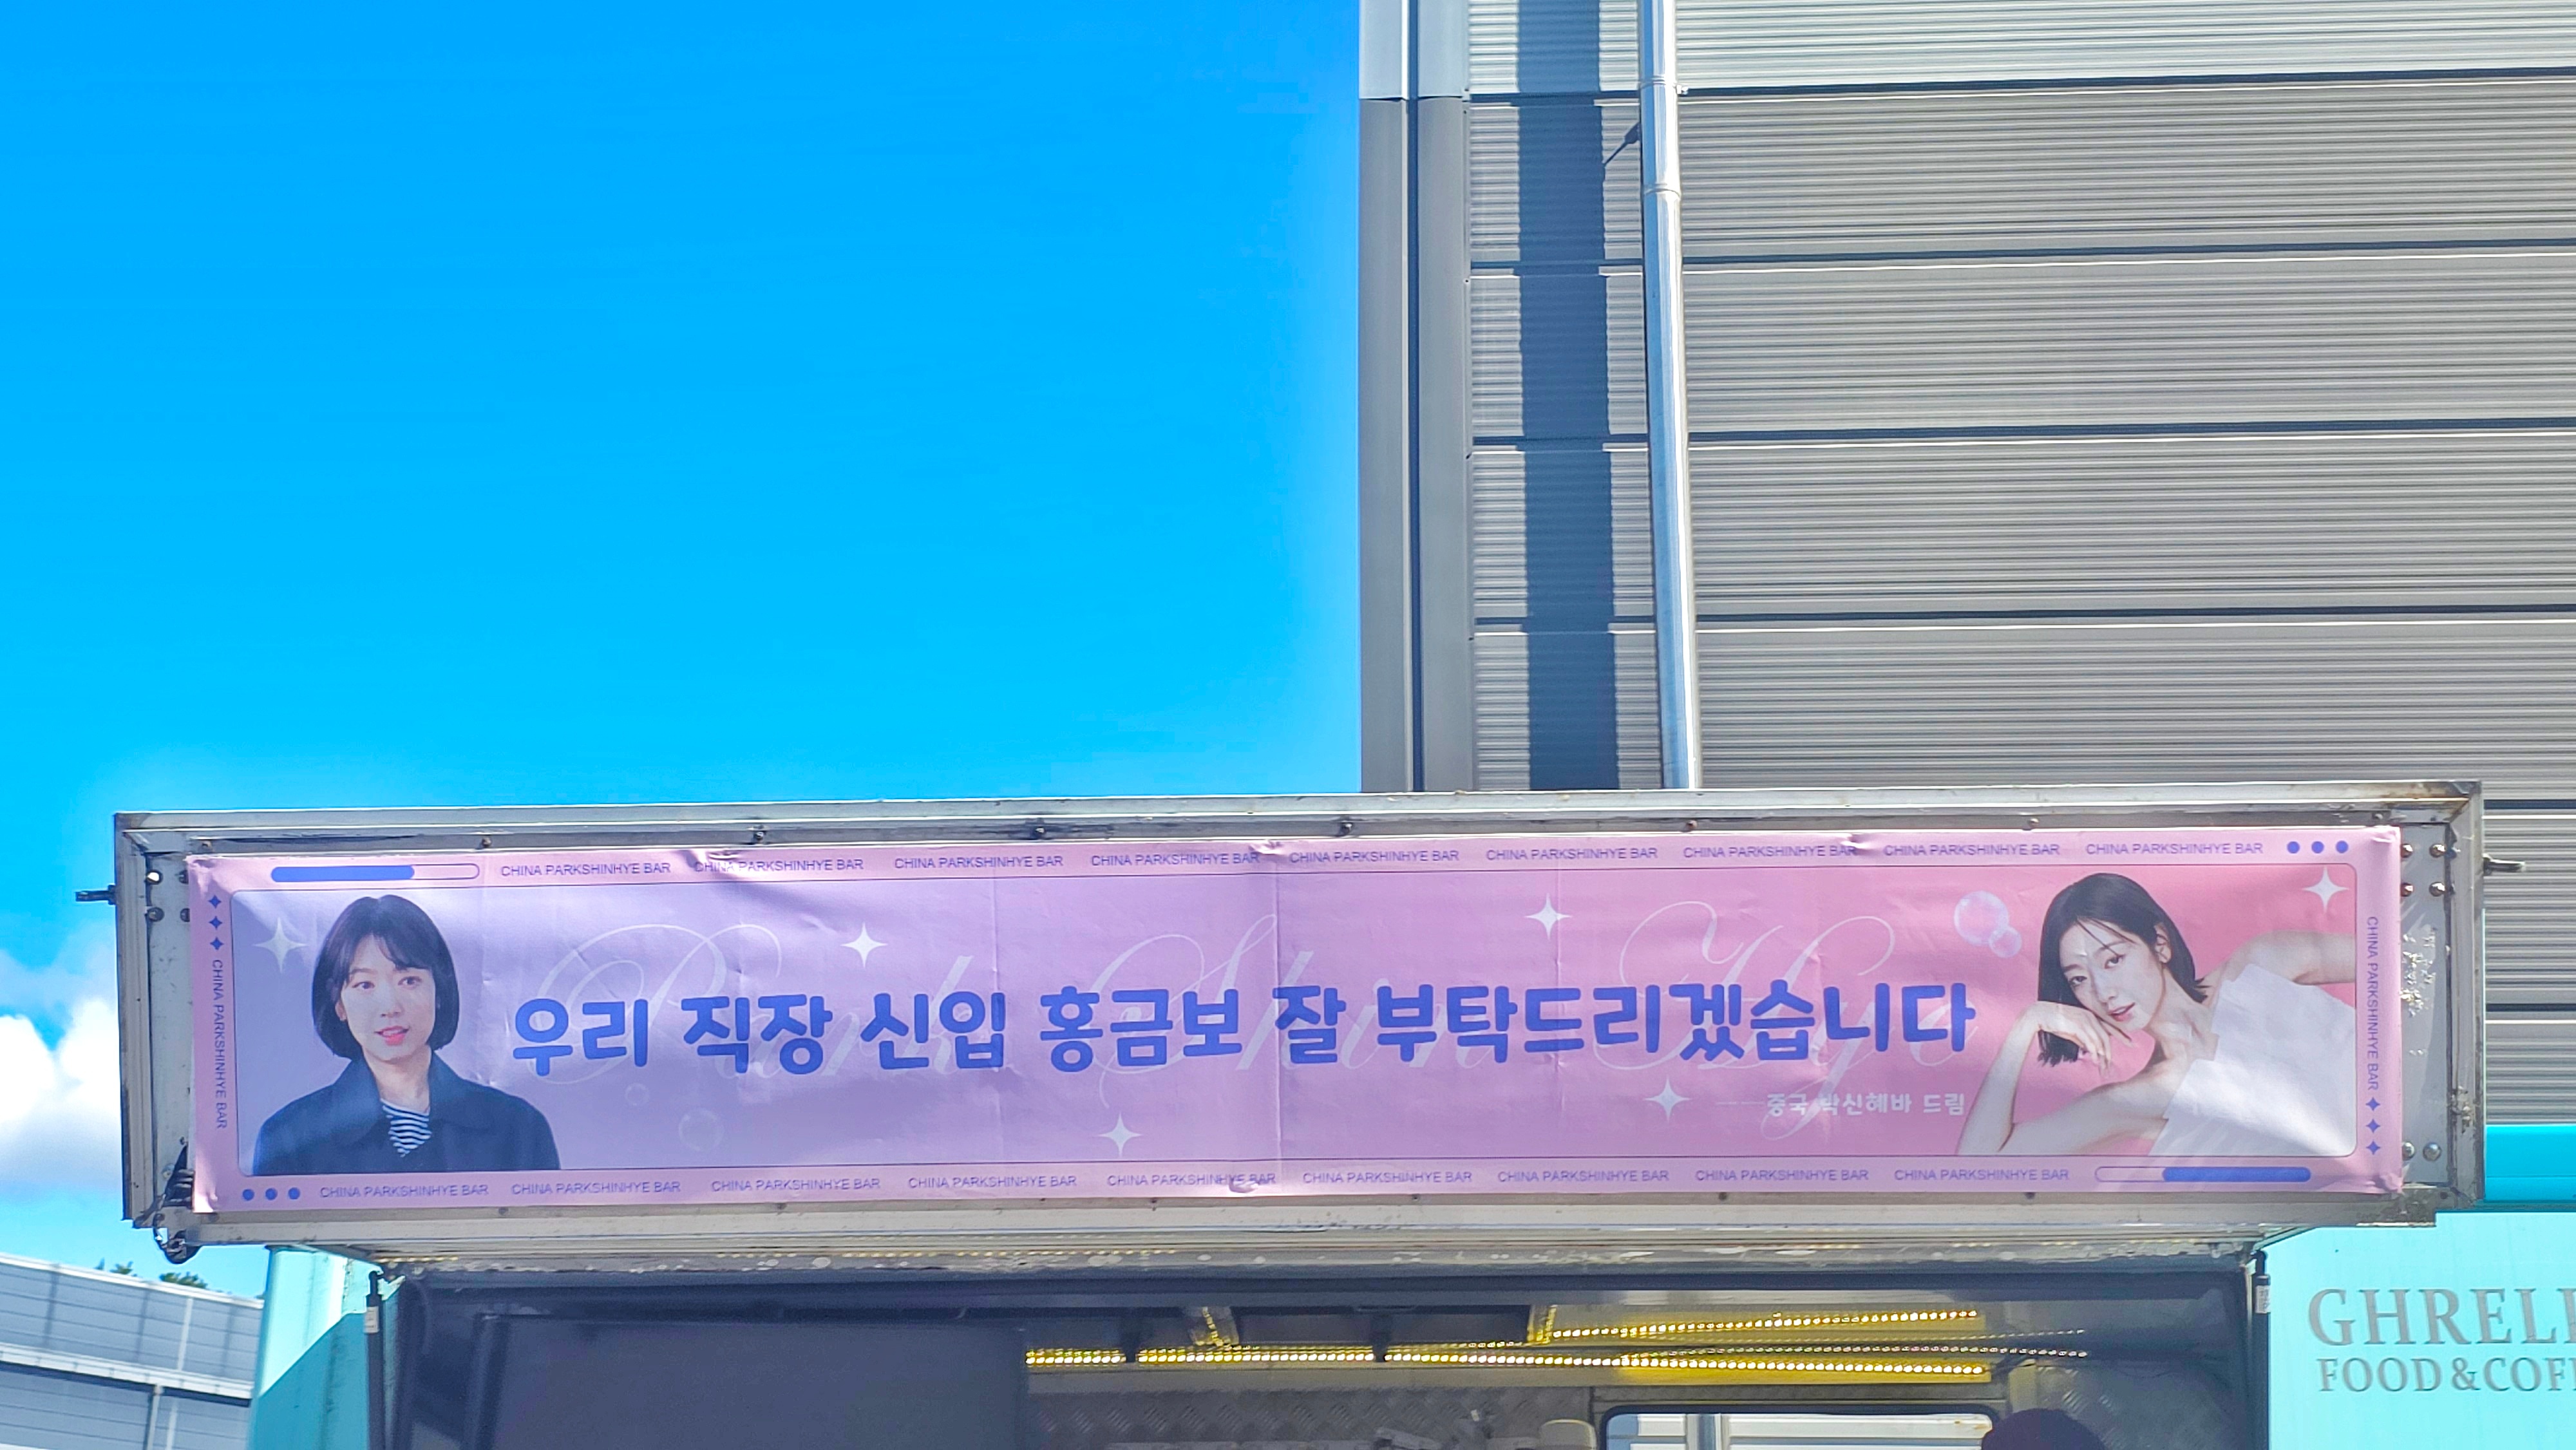 CHINA PARKSHINHYE BAR CHINA PARKSHINHYE BAR CHINA PARKSHINHYE BAR CHINA PARKSHINHYE BAR CHINA PARKSHINHYE BAR CHINA PARKSHINHYE BAR CHINA PARKSHINHYE BAR CHINA PARKSHINHYE BAR CHINA PARKSHINHYE BAR
CHINA PARKSHINHYE BAR
Park Shin Hye
우리 직장 신입 홍금보 잘 부탁드리겠습니다
중국 박신혜바 드림
CHINA PARKSHINHYE BAR
CHINA PARKSHINHYE BAR CHINA PARKSHINHYE BAR CHINA PARKSHINHYE BAR CHINA PARKSHINHYE BAR CHINA PARKSHINHYE BAR CHINA PARKSHINHYE BAR CHINA PARKSHINHYE BAR CHINA PARKSHINHYE BAR CHINA PARKSHINHYE BAR
FOOD &